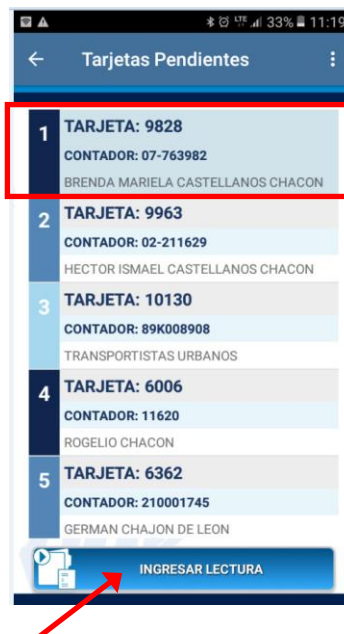 LTE 33% 11:19
Tarjetas Pendientes
1 TARJETA: 9828
CONTADOR: 07-763982
BRENDA MARIELA CASTELLANOS CHACON
2 TARJETA: 9963
CONTADOR: 02-211629
HECTOR ISMAEL CASTELLANOS CHACON
3 TARJETA: 10130
CONTADOR: 89K008908
TRANSPORTISTAS URBANOS
4 TARJETA: 6006
CONTADOR: 11620
ROGELIO CHACON
5 TARJETA: 6362
CONTADOR: 210001745
GERMAN CHAJON DE LEON
INGRESAR LECTURA